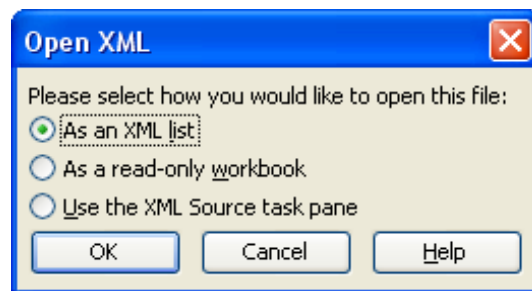 Open XML
Please select how you would like to open this file:
As an XML list
As a read-only workbook
Use the XML Source task pane
OK Cancel Help